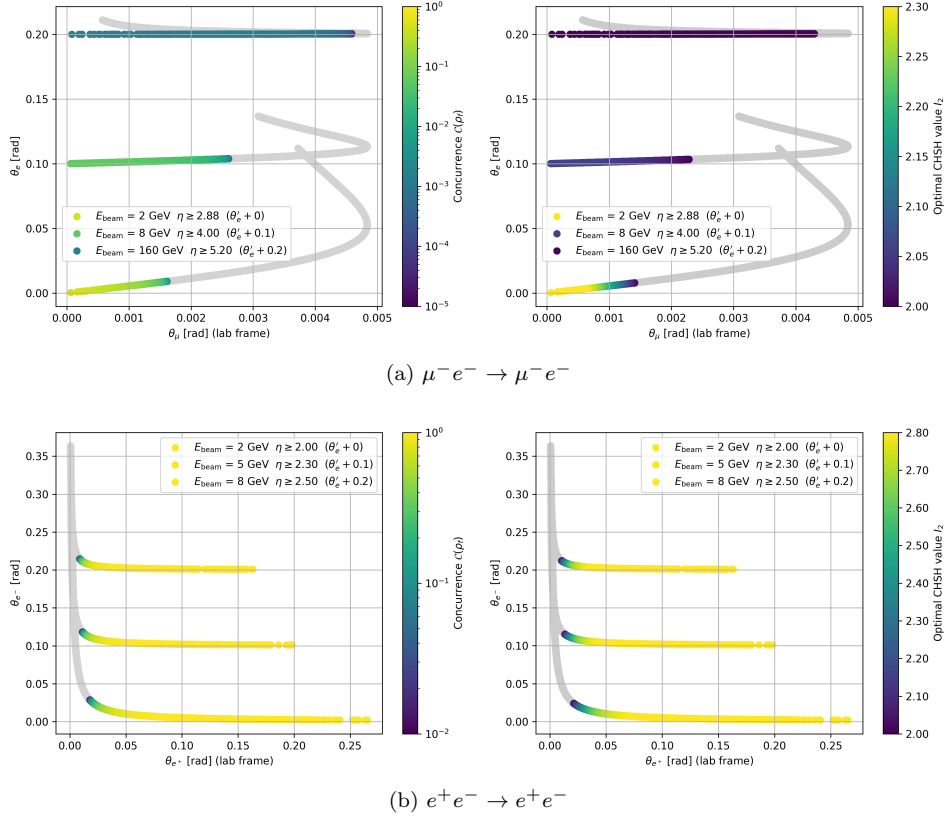 0.20
0.15
0.10
0.05
0.00
θe [rad]
E_beam = 2 GeV η ≥ 2.88 (θ′e + 0)
E_beam = 8 GeV η ≥ 4.00 (θ′e + 0.1)
E_beam = 160 GeV η ≥ 5.20 (θ′e + 0.2)
0.000 0.001 0.002 0.003 0.004 0.005
θμ [rad] (lab frame)
10⁰
10⁻¹
10⁻²
10⁻³
10⁻⁴
10⁻⁵
Concurrence 𝒞(ρf)
0.20
0.15
0.10
0.05
0.00
θe [rad]
E_beam = 2 GeV η ≥ 2.88 (θ′e + 0)
E_beam = 8 GeV η ≥ 4.00 (θ′e + 0.1)
E_beam = 160 GeV η ≥ 5.20 (θ′e + 0.2)
0.000 0.001 0.002 0.003 0.004 0.005
θμ [rad] (lab frame)
2.30
2.25
2.20
2.15
2.10
2.05
2.00
Optimal CHSH value I₂
(a) μ⁻e⁻ → μ⁻e⁻
0.35
0.30
0.25
0.20
0.15
0.10
0.05
0.00
θe⁻ [rad]
E_beam = 2 GeV η ≥ 2.00 (θ′e + 0)
E_beam = 5 GeV η ≥ 2.30 (θ′e + 0.1)
E_beam = 8 GeV η ≥ 2.50 (θ′e + 0.2)
0.00 0.05 0.10 0.15 0.20 0.25
θe⁺ [rad] (lab frame)
10⁰
10⁻¹
10⁻²
Concurrence 𝒞(ρf)
0.35
0.30
0.25
0.20
0.15
0.10
0.05
0.00
θe⁻ [rad]
E_beam = 2 GeV η ≥ 2.00 (θ′e + 0)
E_beam = 5 GeV η ≥ 2.30 (θ′e + 0.1)
E_beam = 8 GeV η ≥ 2.50 (θ′e + 0.2)
0.00 0.05 0.10 0.15 0.20 0.25
θe⁺ [rad] (lab frame)
2.80
2.70
2.60
2.50
2.40
2.30
2.20
2.10
2.00
Optimal CHSH value I₂
(b) e⁺e⁻ → e⁺e⁻